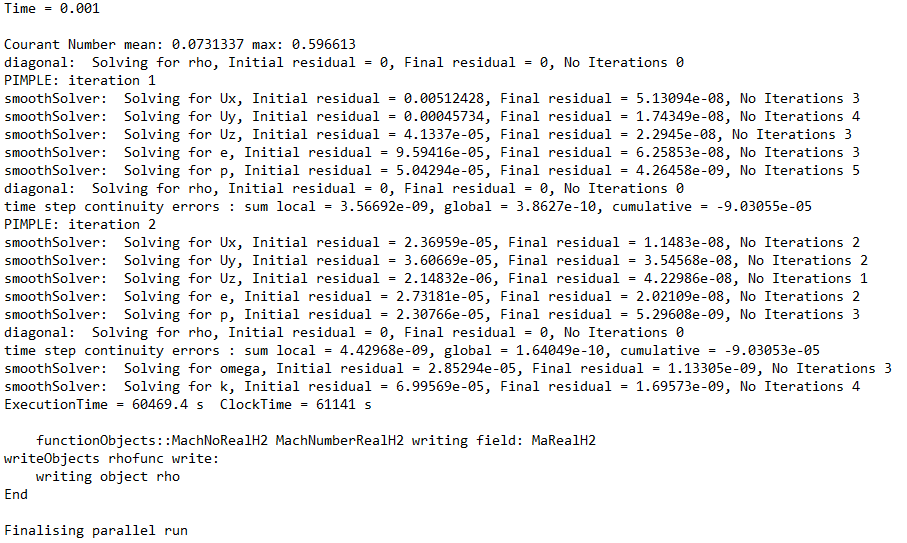 Time = 0.001
Courant Number mean: 0.0731337 max: 0.596613
diagonal:  Solving for rho, Initial residual = 0, Final residual = 0, No Iterations 0
PIMPLE: iteration 1
smoothSolver:  Solving for Ux, Initial residual = 0.00512428, Final residual = 5.13094e-08, No Iterations 3
smoothSolver:  Solving for Uy, Initial residual = 0.00045734, Final residual = 1.74349e-08, No Iterations 4
smoothSolver:  Solving for Uz, Initial residual = 4.1337e-05, Final residual = 2.2945e-08, No Iterations 3
smoothSolver:  Solving for e, Initial residual = 9.59416e-05, Final residual = 6.25853e-08, No Iterations 3
smoothSolver:  Solving for p, Initial residual = 5.04294e-05, Final residual = 4.26458e-09, No Iterations 5
diagonal:  Solving for rho, Initial residual = 0, Final residual = 0, No Iterations 0
time step continuity errors : sum local = 3.56692e-09, global = 3.8627e-10, cumulative = -9.03055e-05
PIMPLE: iteration 2
smoothSolver:  Solving for Ux, Initial residual = 2.36959e-05, Final residual = 1.1483e-08, No Iterations 2
smoothSolver:  Solving for Uy, Initial residual = 3.60669e-05, Final residual = 3.54568e-08, No Iterations 2
smoothSolver:  Solving for Uz, Initial residual = 2.14832e-06, Final residual = 4.22986e-08, No Iterations 1
smoothSolver:  Solving for e, Initial residual = 2.73181e-05, Final residual = 2.02109e-08, No Iterations 2
smoothSolver:  Solving for p, Initial residual = 2.30766e-05, Final residual = 5.29608e-09, No Iterations 3
diagonal:  Solving for rho, Initial residual = 0, Final residual = 0, No Iterations 0
time step continuity errors : sum local = 4.42968e-09, global = 1.64049e-10, cumulative = -9.03053e-05
smoothSolver:  Solving for omega, Initial residual = 2.85294e-05, Final residual = 1.13305e-09, No Iterations 3
smoothSolver:  Solving for k, Initial residual = 6.99569e-05, Final residual = 1.69573e-09, No Iterations 4
ExecutionTime = 60469.4 s  ClockTime = 61141 s
    functionObjects::MachNoRealH2 MachNumberRealH2 writing field: MaRealH2
writeObjects rhofunc write:
    writing object rho
End
Finalising parallel run